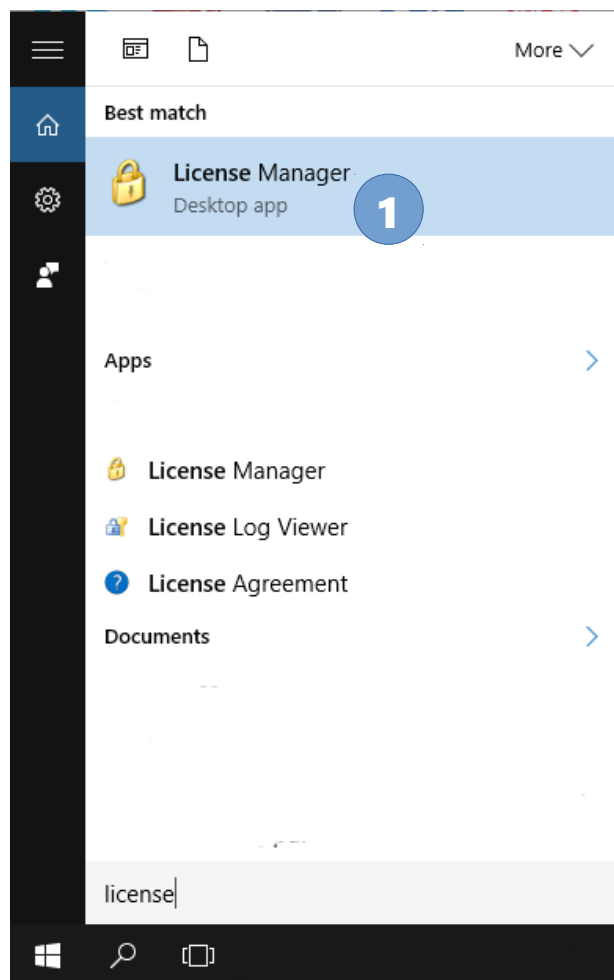 More
Best match
License Manager
Desktop app
1
Apps
License Manager
License Log Viewer
License Agreement
Documents
license